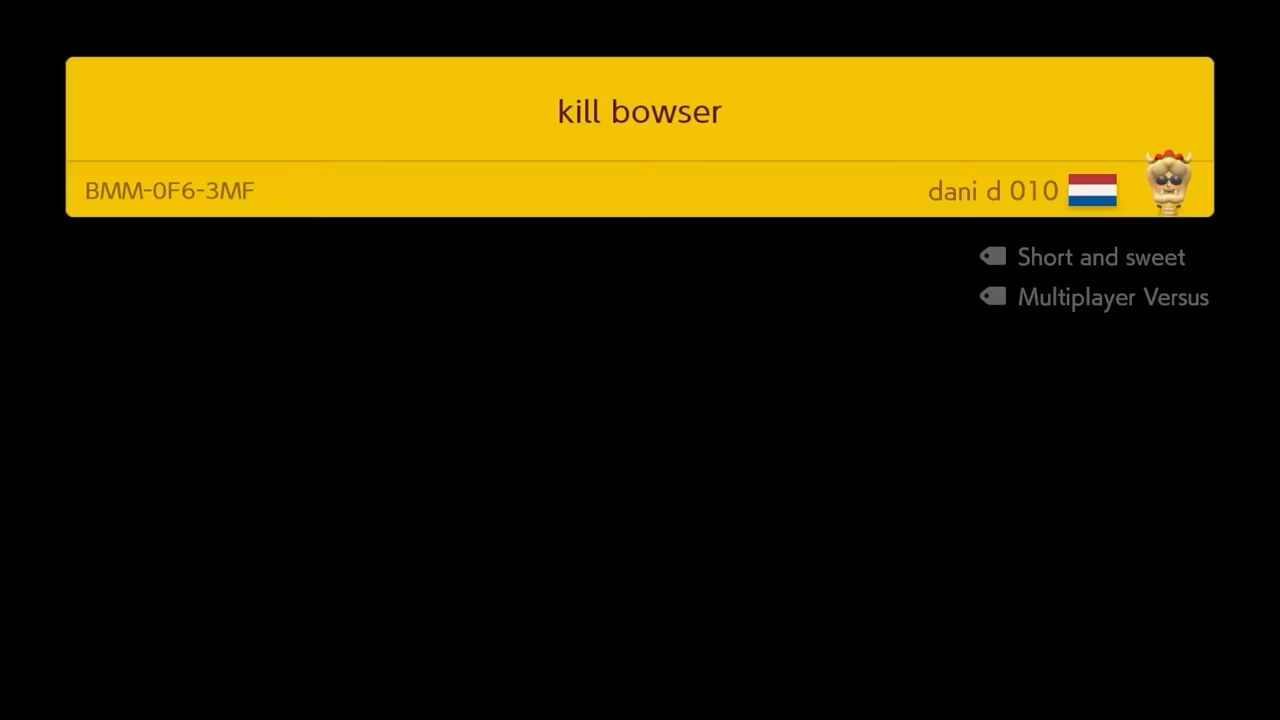 kill bowser
BMM-0F6-3MF
dani d 010
Short and sweet
Multiplayer Versus